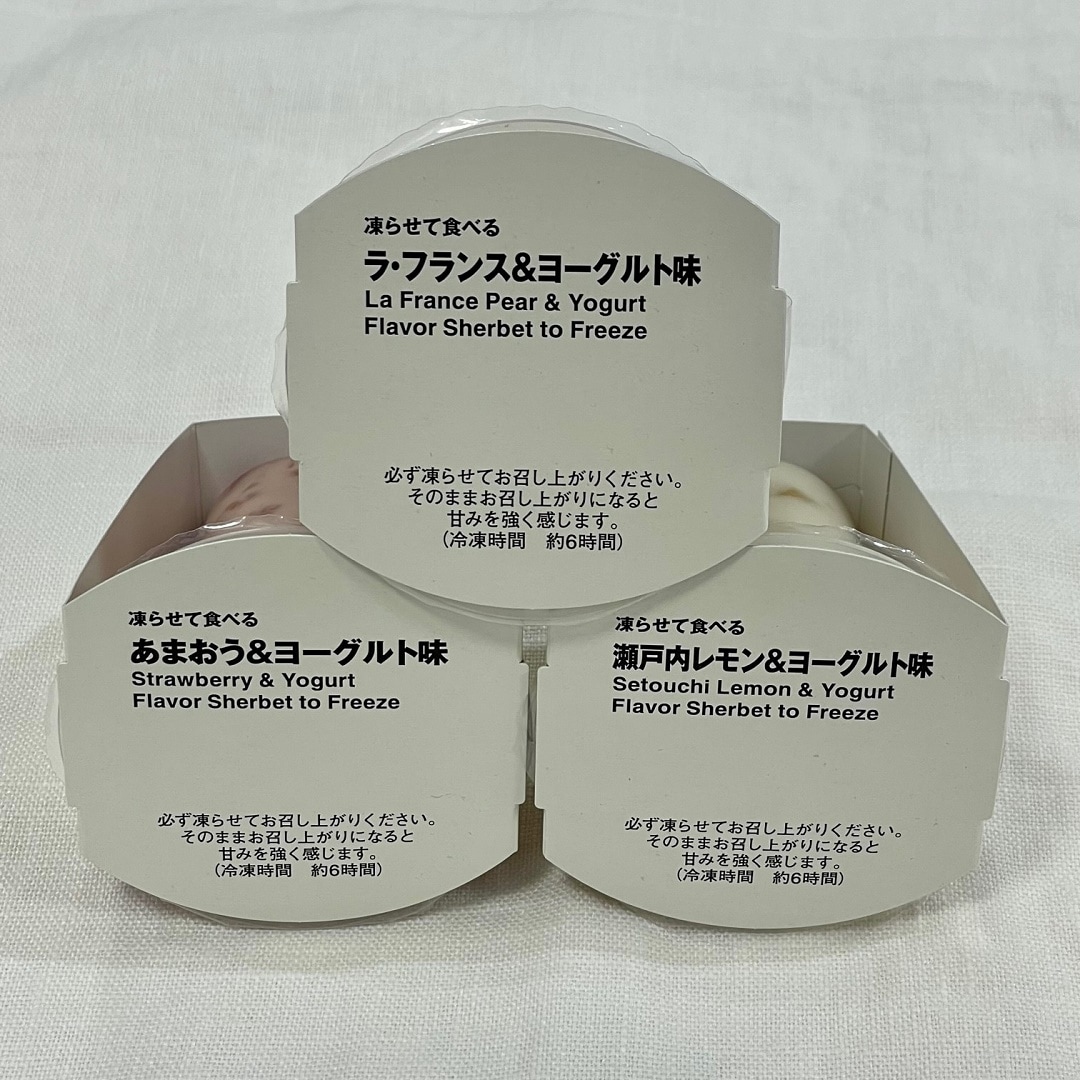 凍らせて食べる
ラ・フランス&ヨーグルト味
La France Pear & Yogurt
Flavor Sherbet to Freeze
必ず凍らせてお召し上がりください。
そのままお召し上がりになると
甘みを強く感じます。
（冷凍時間　約6時間）
凍らせて食べる
あまおう&ヨーグルト味
Strawberry & Yogurt
Flavor Sherbet to Freeze
必ず凍らせてお召し上がりください。
そのままお召し上がりになると
甘みを強く感じます。
（冷凍時間　約6時間）
凍らせて食べる
瀬戸内レモン&ヨーグルト味
Setouchi Lemon & Yogurt
Flavor Sherbet to Freeze
必ず凍らせてお召し上がりください。
そのままお召し上がりになると
甘みを強く感じます。
（冷凍時間　約6時間）